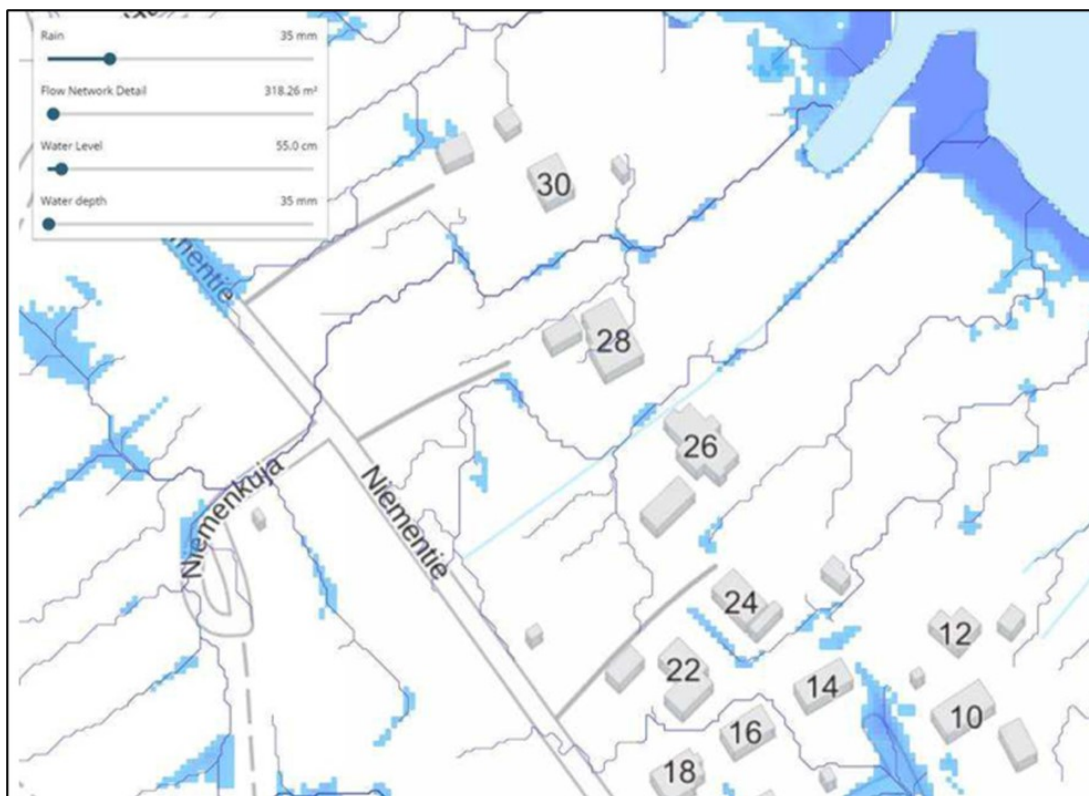 Rain 35 mm
Flow Network Detail 318.26 m²
Water Level 55.0 cm
Water depth 35 mm
mentie
30
28
26
Niemenkuja
Niementie
24
22
12
14
10
16
18